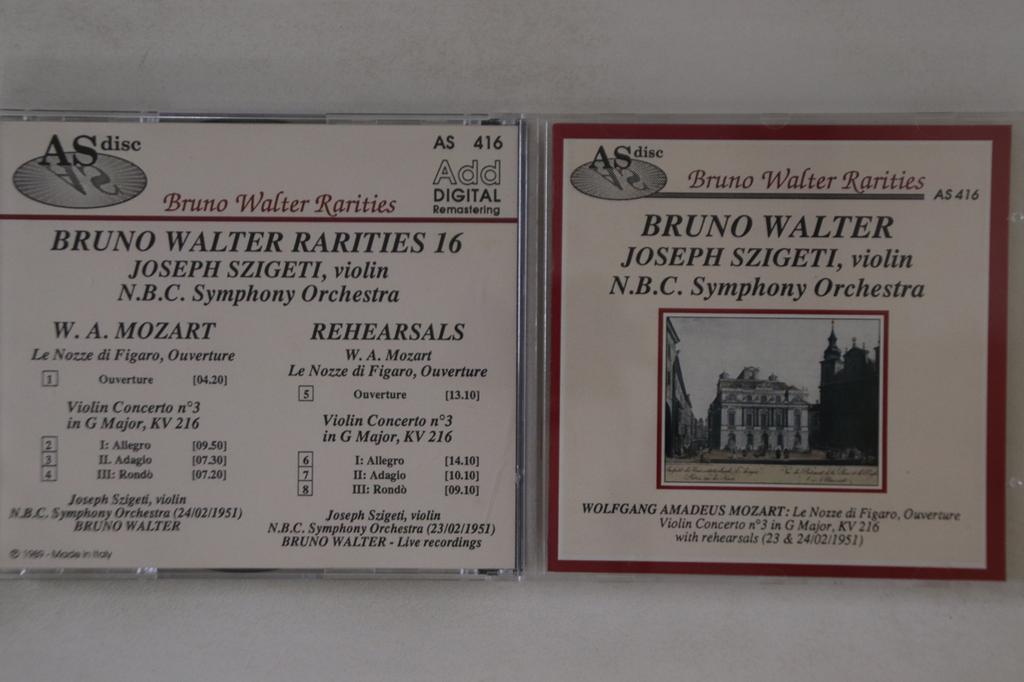 AS disc
AS 416
Add
DIGITAL
Remastering
Bruno Walter Rarities
BRUNO WALTER RARITIES 16
JOSEPH SZIGETI, violin
N.B.C. Symphony Orchestra
W. A. MOZART
Le Nozze di Figaro, Ouverture
1 Ouverture [04.20]
Violin Concerto n°3
in G Major, KV 216
2 I: Allegro [09.50]
3 II. Adagio [07.30]
4 III: Rondò [07.20]
Joseph Szigeti, violin
N.B.C. Symphony Orchestra (24/02/1951)
BRUNO WALTER
℗ 1989 - Made in Italy
REHEARSALS
W. A. Mozart
Le Nozze di Figaro, Ouverture
5 Ouverture [13.10]
Violin Concerto n°3
in G Major, KV 216
6 I: Allegro [14.10]
7 II: Adagio [10.10]
8 III: Rondò [09.10]
Joseph Szigeti, violin
N.B.C. Symphony Orchestra (23/02/1951)
BRUNO WALTER - Live recordings
AS disc
Bruno Walter Rarities
AS 416
BRUNO WALTER
JOSEPH SZIGETI, violin
N.B.C. Symphony Orchestra
WOLFGANG AMADEUS MOZART: Le Nozze di Figaro, Ouverture
Violin Concerto n°3 in G Major, KV 216
with rehearsals (23 & 24/02/1951)